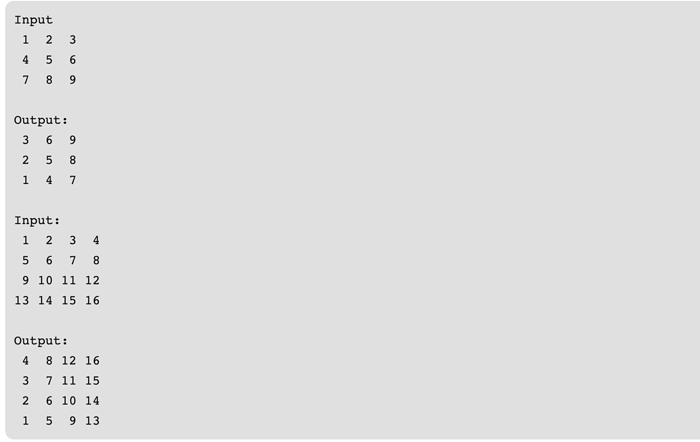 Input
1 2 3
4 5 6
7 8 9
Output:
3 6 9
2 5 8
1 4 7
Input:
1 2 3 4
5 6 7 8
9 10 11 12
13 14 15 16
Output:
4 8 12 16
3 7 11 15
2 6 10 14
1 5 9 13